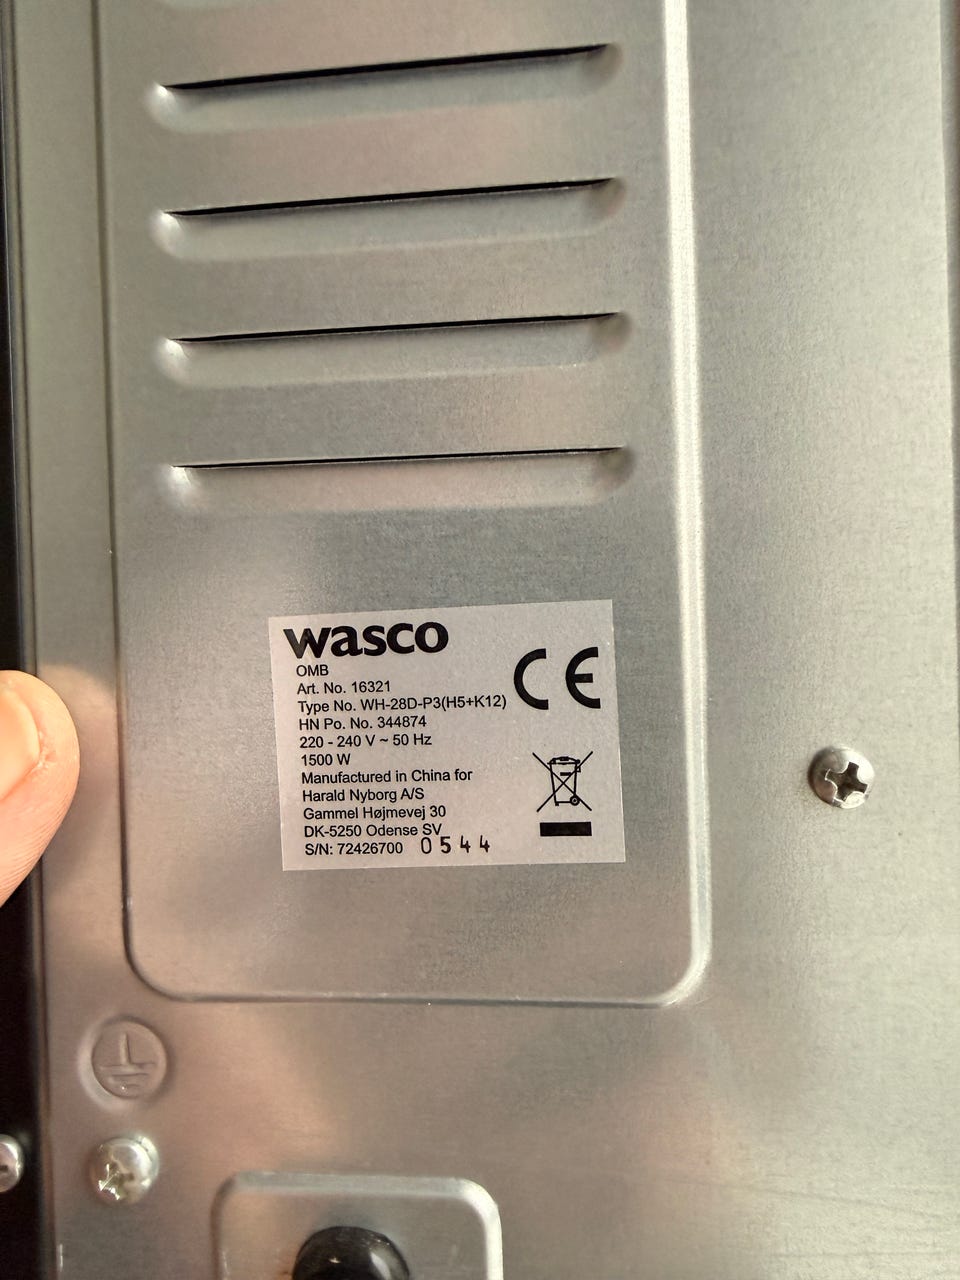 wasco
OMB
Art. No. 16321
Type No. WH-28D-P3(H5+K12)
HN Po. No. 344874
220 - 240 V ~ 50 Hz
1500 W
Manufactured in China for
Harald Nyborg A/S
Gammel Højmevej 30
DK-5250 Odense SV
S/N: 72426700 0544
CE